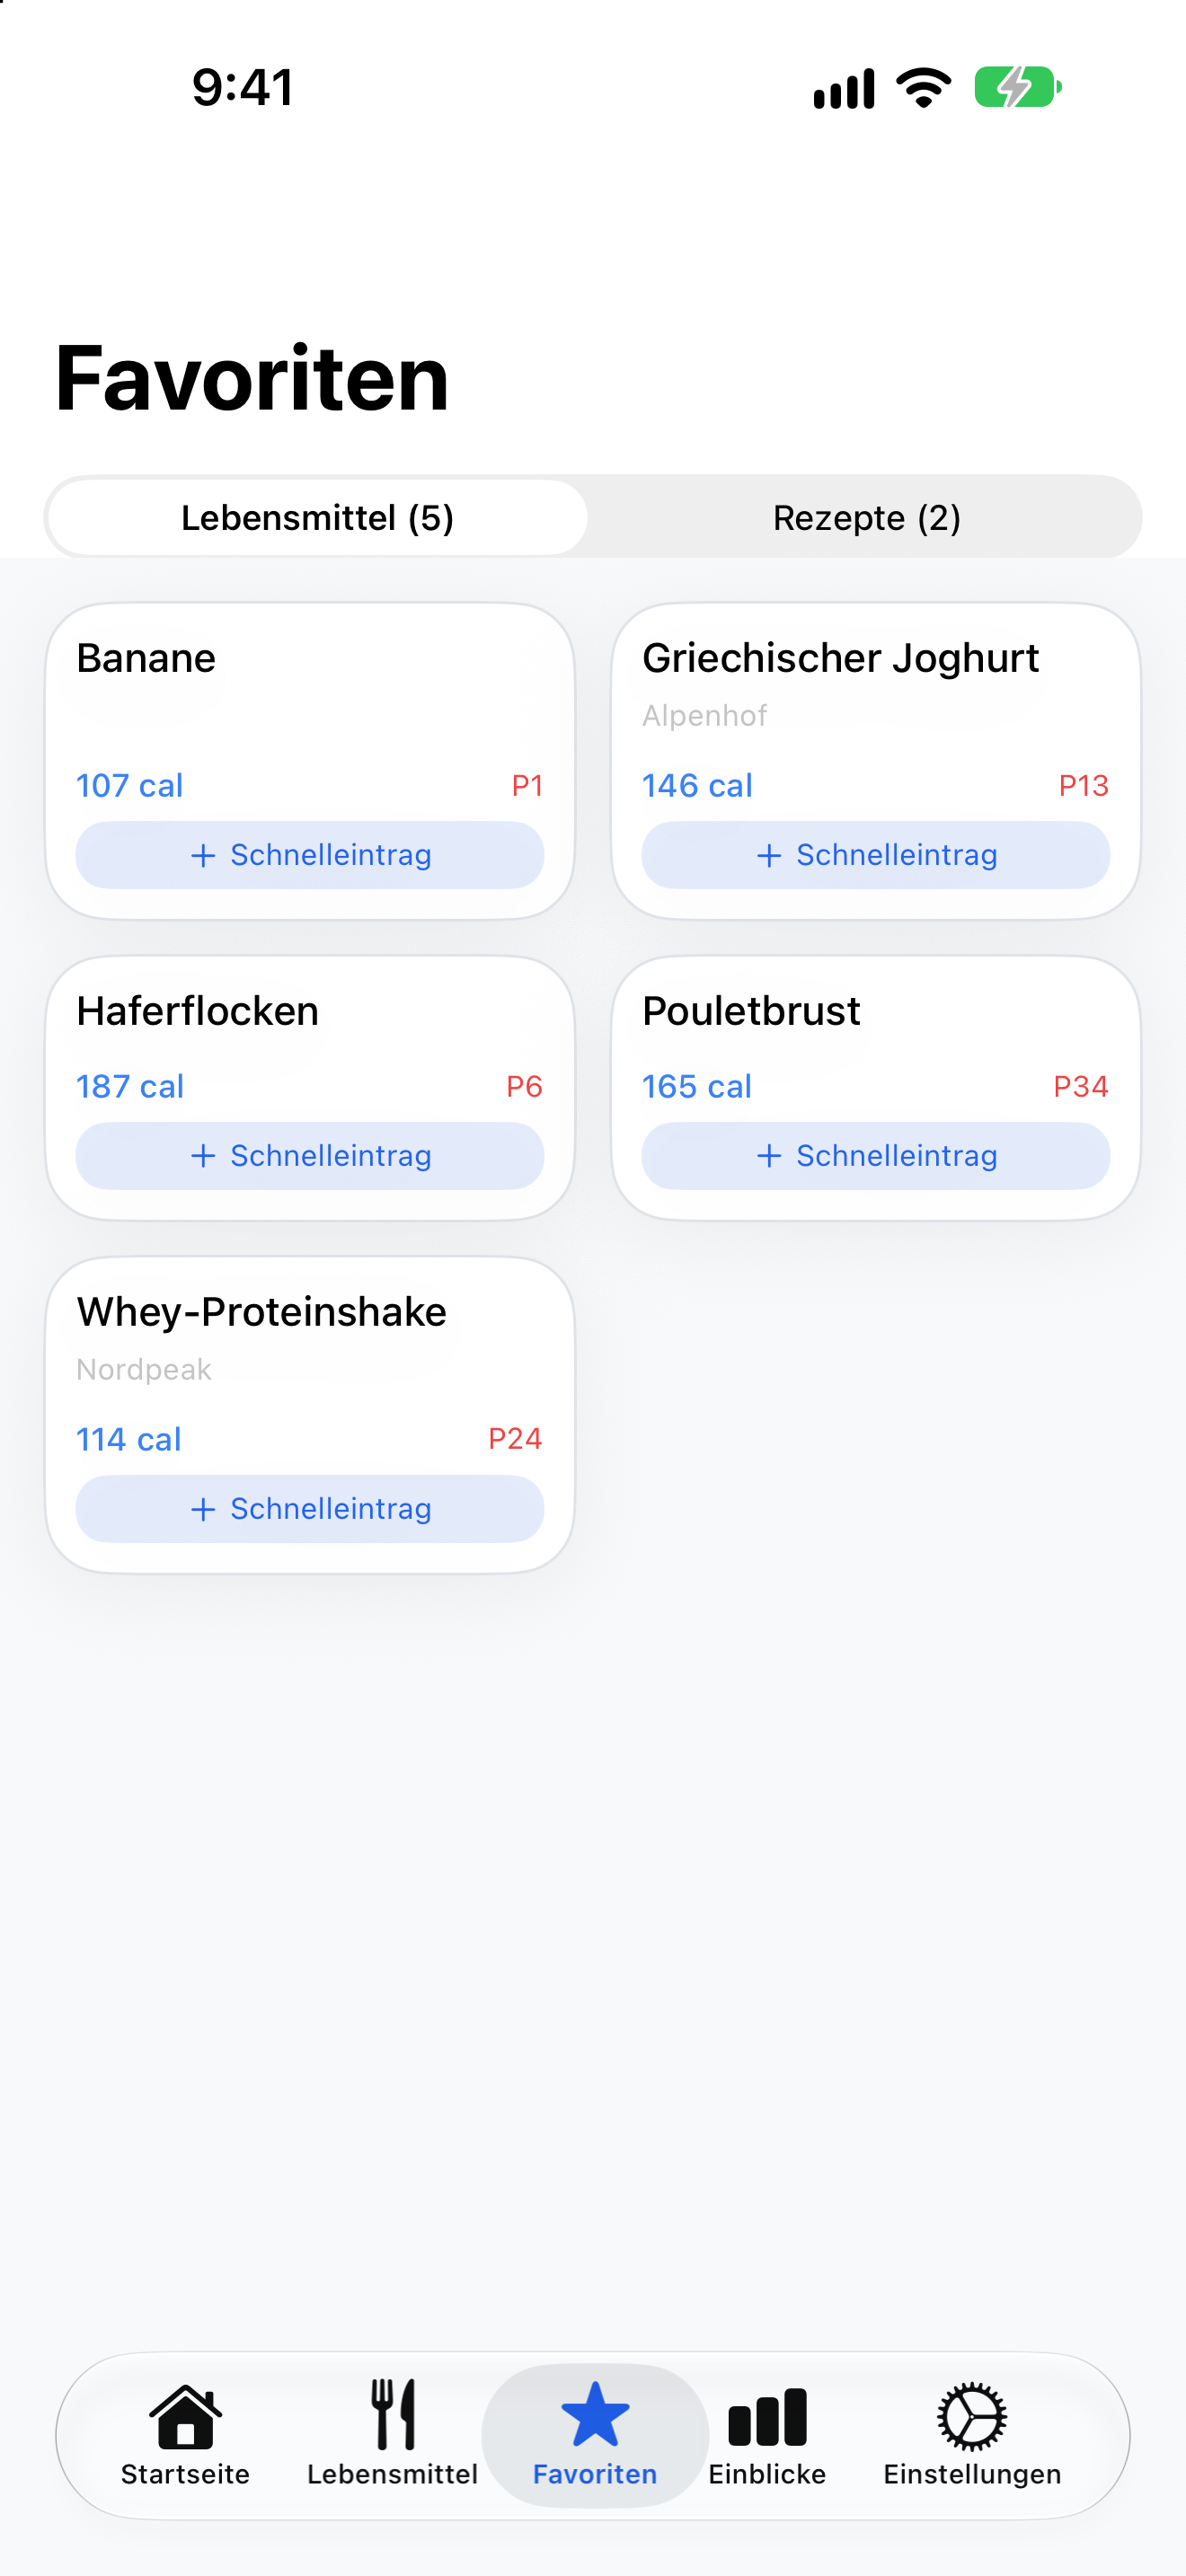 9:41
Favoriten
Lebensmittel (5)
Rezepte (2)
Banane
107 cal
P1
+ Schnelleintrag
Griechischer Joghurt
Alpenhof
146 cal
P13
+ Schnelleintrag
Haferflocken
187 cal
P6
+ Schnelleintrag
Pouletbrust
165 cal
P34
+ Schnelleintrag
Whey-Proteinshake
Nordpeak
114 cal
P24
+ Schnelleintrag
Startseite
Lebensmittel
Favoriten
Einblicke
Einstellungen